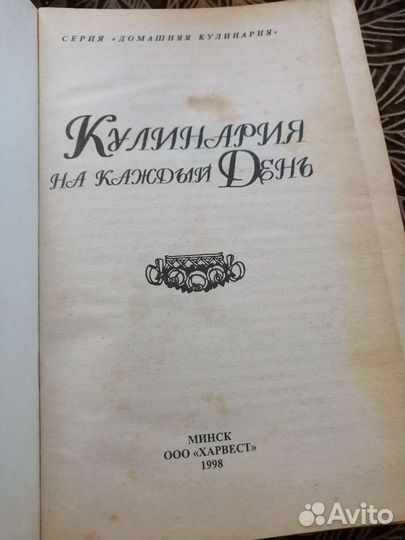 СЕРИЯ «ДОМАШНЯЯ КУЛИНАРИЯ»
КУЛИНАРИЯ
НА КАЖДЫЙ ДЕНЬ
МИНСК
ООО «ХАРВЕСТ»
1998
Avito